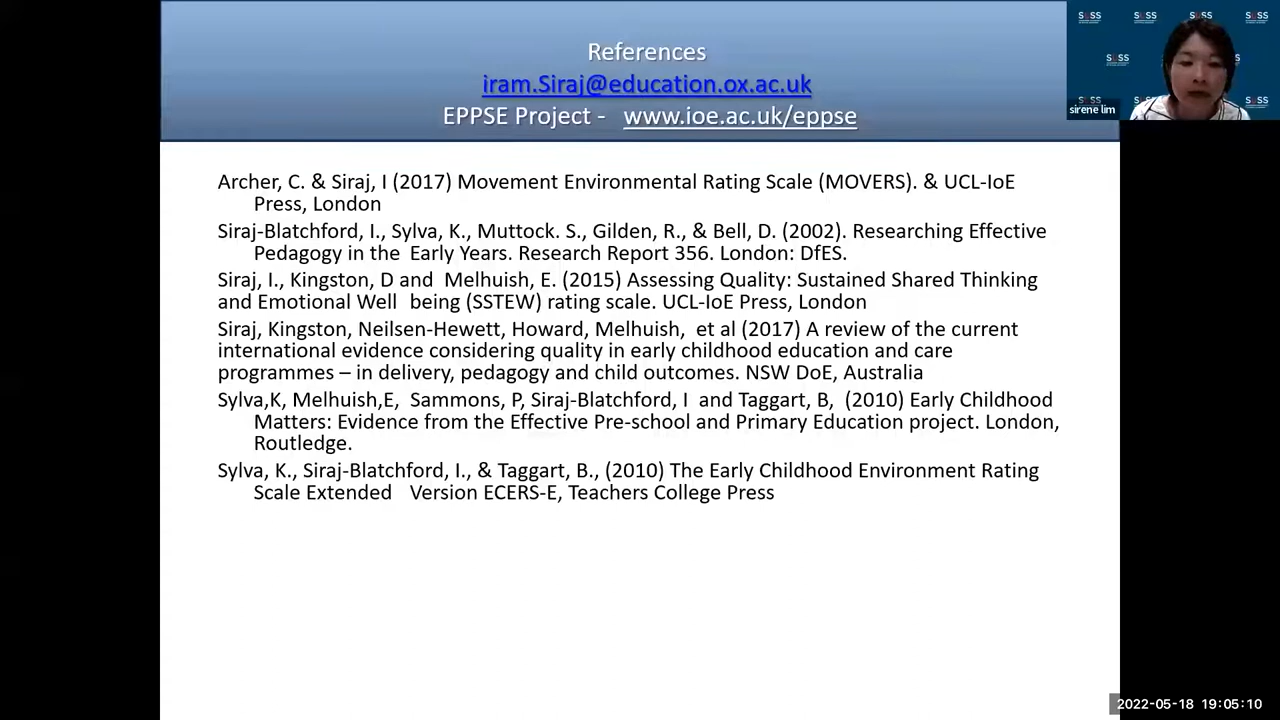 References
iram.Siraj@education.ox.ac.uk
EPPSE Project - www.ioe.ac.uk/eppse
SUSS SUSS SUSS SUSS
SUSS
SUSS
sirene lim
Archer, C. & Siraj, I (2017) Movement Environmental Rating Scale (MOVERS). & UCL-IoE
Press, London
Siraj-Blatchford, I., Sylva, K., Muttock. S., Gilden, R., & Bell, D. (2002). Researching Effective
Pedagogy in the Early Years. Research Report 356. London: DfES.
Siraj, I., Kingston, D and Melhuish, E. (2015) Assessing Quality: Sustained Shared Thinking
and Emotional Well being (SSTEW) rating scale. UCL-IoE Press, London
Siraj, Kingston, Neilsen-Hewett, Howard, Melhuish, et al (2017) A review of the current
international evidence considering quality in early childhood education and care
programmes – in delivery, pedagogy and child outcomes. NSW DoE, Australia
Sylva,K, Melhuish,E, Sammons, P, Siraj-Blatchford, I and Taggart, B, (2010) Early Childhood
Matters: Evidence from the Effective Pre-school and Primary Education project. London,
Routledge.
Sylva, K., Siraj-Blatchford, I., & Taggart, B., (2010) The Early Childhood Environment Rating
Scale Extended Version ECERS-E, Teachers College Press
2022-05-18 19:05:10